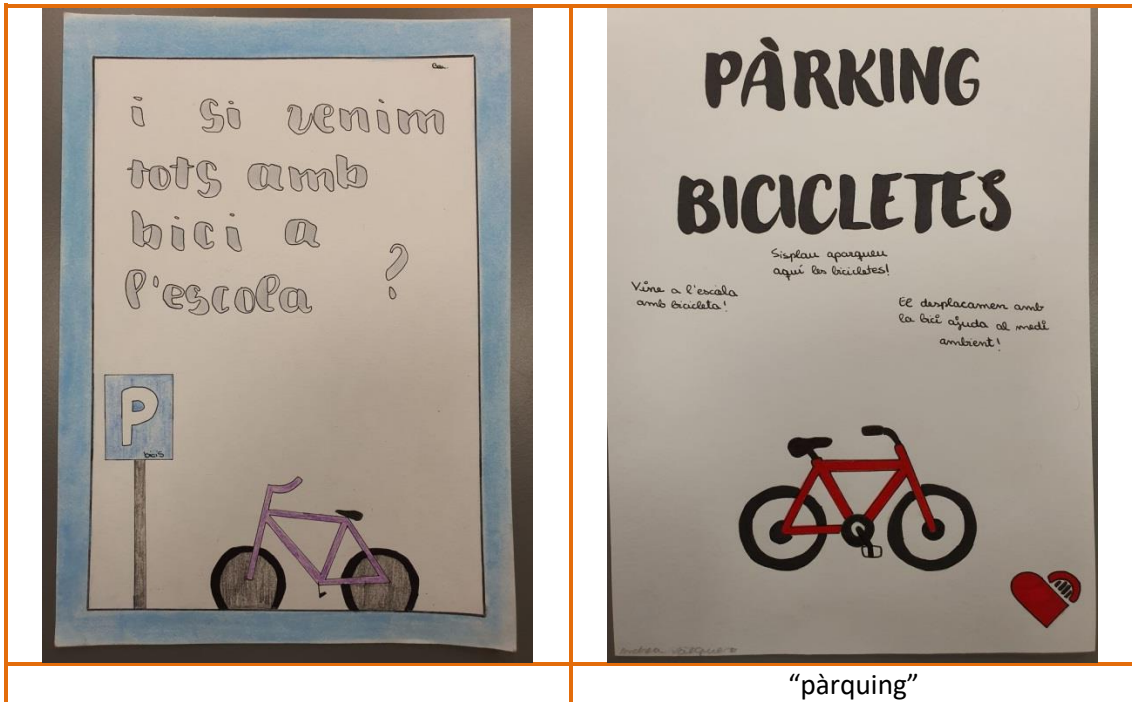 i si venim
tots amb
bici a
l'escola ?
P
bicis
PÀRKING
BICICLETES
Sisplau aparqueu
aquí les bicicletes!
Vine a l'escola
amb bicicleta!
El desplacamen amb
la bici ajuda al medi
ambient!
“pàrquing”